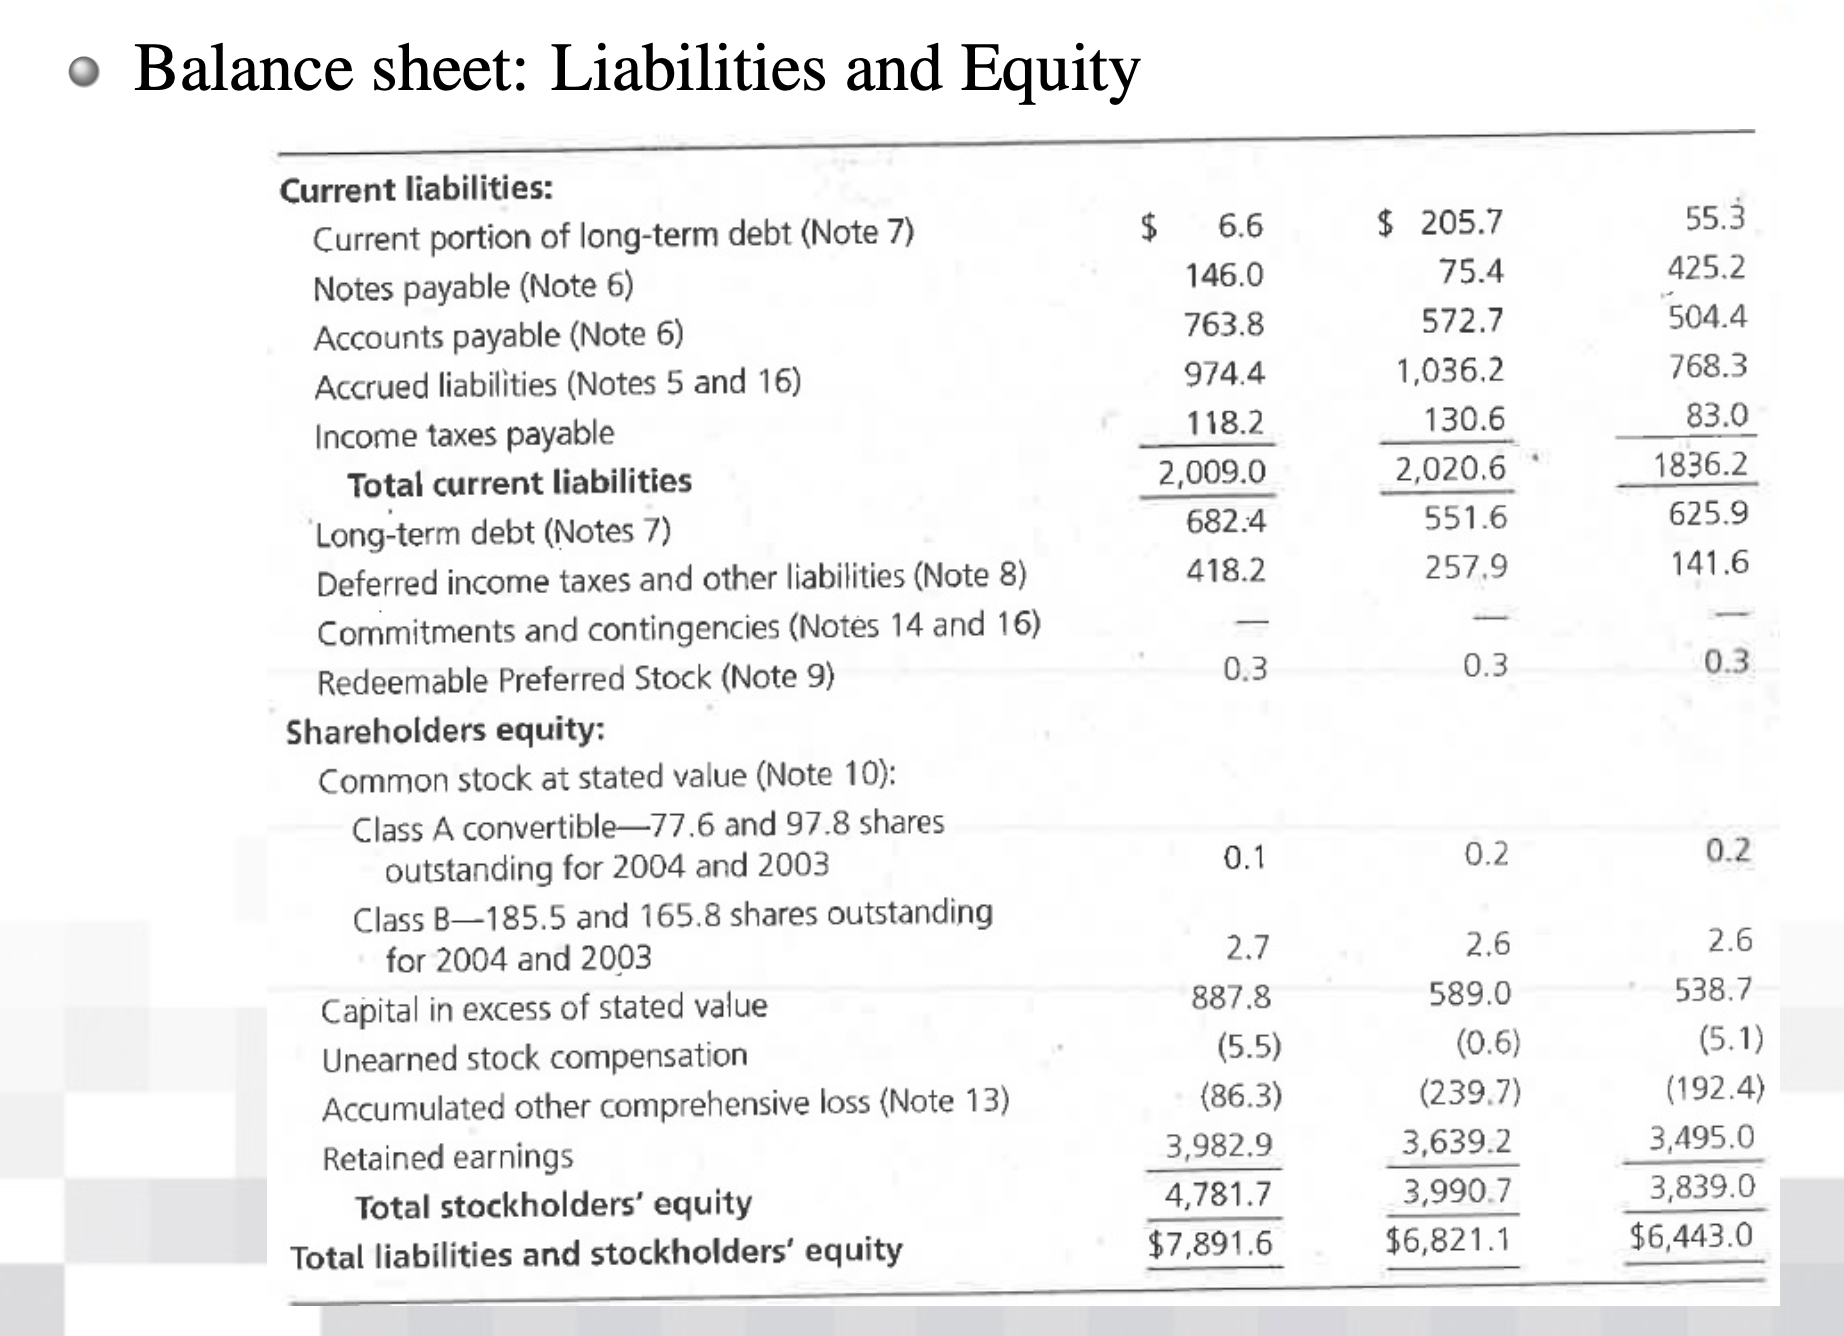 Balance sheet: Liabilities and Equity
Current liabilities:
Current portion of long-term debt (Note 7) $ 6.6 $ 205.7 55.3
Notes payable (Note 6) 146.0 75.4 425.2
Accounts payable (Note 6) 763.8 572.7 504.4
Accrued liabilities (Notes 5 and 16) 974.4 1,036.2 768.3
Income taxes payable 118.2 130.6 83.0
Total current liabilities 2,009.0 2,020.6 1836.2
Long-term debt (Notes 7) 682.4 551.6 625.9
Deferred income taxes and other liabilities (Note 8) 418.2 257.9 141.6
Commitments and contingencies (Notes 14 and 16) — — —
Redeemable Preferred Stock (Note 9) 0.3 0.3 0.3
Shareholders equity:
Common stock at stated value (Note 10):
Class A convertible—77.6 and 97.8 shares
outstanding for 2004 and 2003 0.1 0.2 0.2
Class B—185.5 and 165.8 shares outstanding
for 2004 and 2003 2.7 2.6 2.6
Capital in excess of stated value 887.8 589.0 538.7
Unearned stock compensation (5.5) (0.6) (5.1)
Accumulated other comprehensive loss (Note 13) (86.3) (239.7) (192.4)
Retained earnings 3,982.9 3,639.2 3,495.0
Total stockholders' equity 4,781.7 3,990.7 3,839.0
Total liabilities and stockholders' equity $7,891.6 $6,821.1 $6,443.0